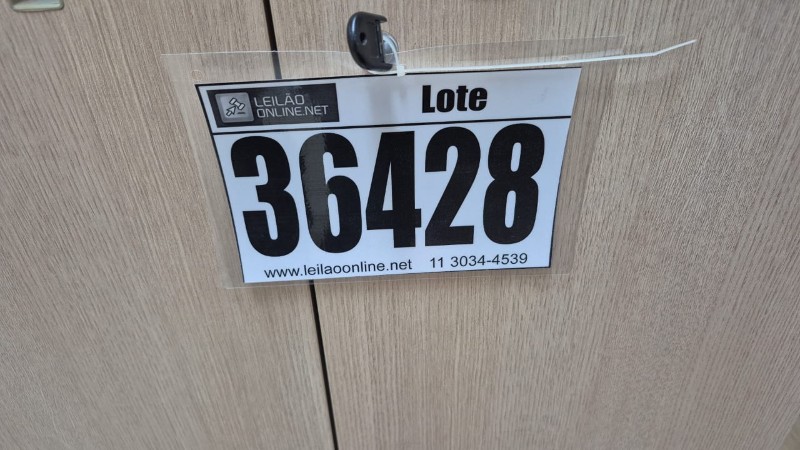 LEILÃO
ONLINE.NET
Lote
36428
www.leilaoonline.net 11 3034-4539